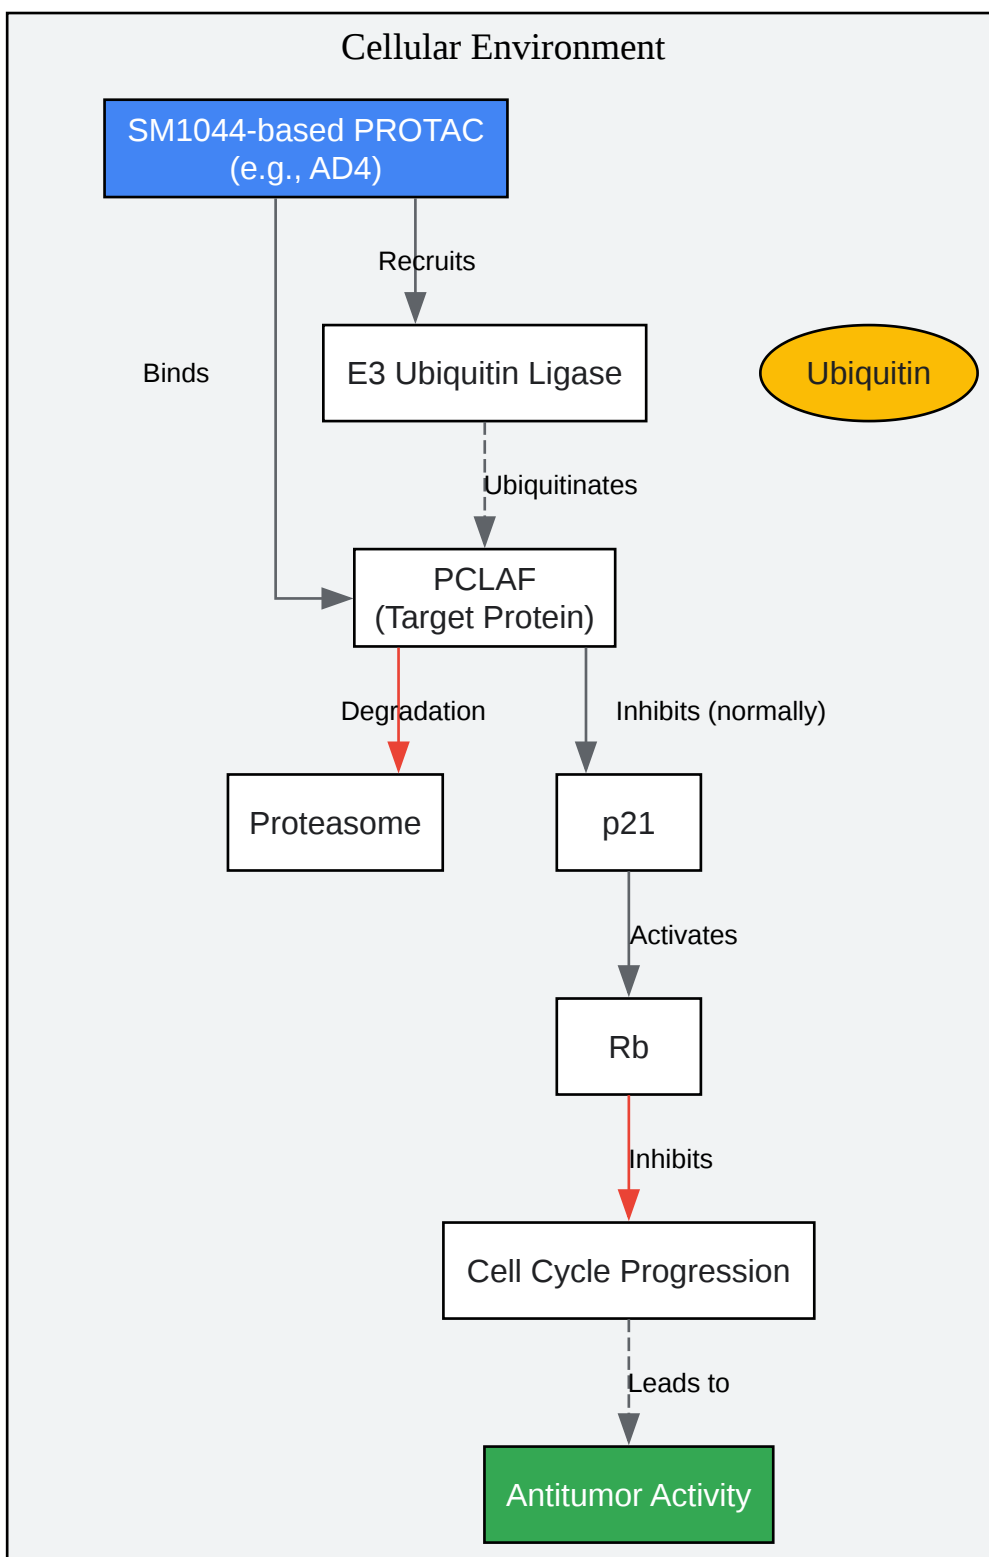 Cellular Environment
SM1044-based PROTAC
(e.g., AD4)
Recruits
Binds
E3 Ubiquitin Ligase
Ubiquitin
Ubiquitinates
PCLAF
(Target Protein)
Degradation
Inhibits (normally)
Proteasome
p21
Activates
Rb
Inhibits
Cell Cycle Progression
Leads to
Antitumor Activity